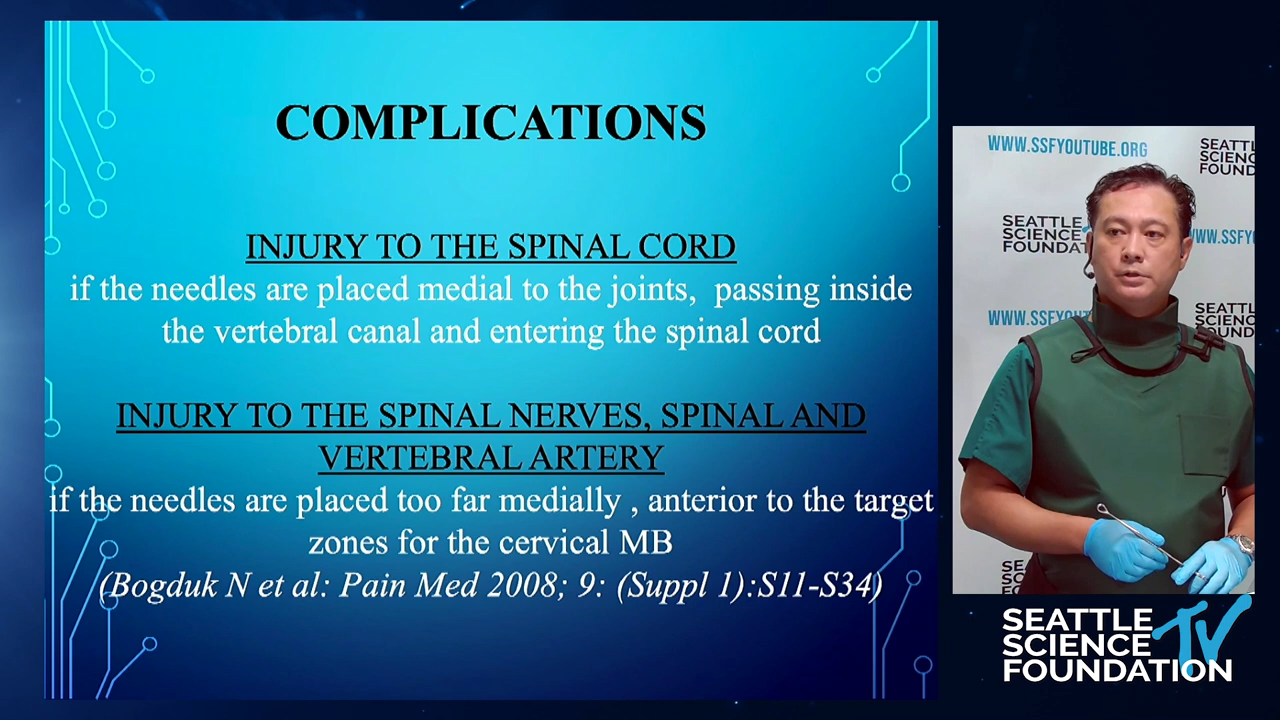 COMPLICATIONS
INJURY TO THE SPINAL CORD
if the needles are placed medial to the joints, passing inside
the vertebral canal and entering the spinal cord
INJURY TO THE SPINAL NERVES, SPINAL AND
VERTEBRAL ARTERY
if the needles are placed too far medially , anterior to the target
zones for the cervical MB
(Bogduk N et al: Pain Med 2008; 9: (Suppl 1):S11-S34)
WWW.SSFYOUTUBE.ORG
SEATTLE
SCIENCE
FOUNDATION
TV